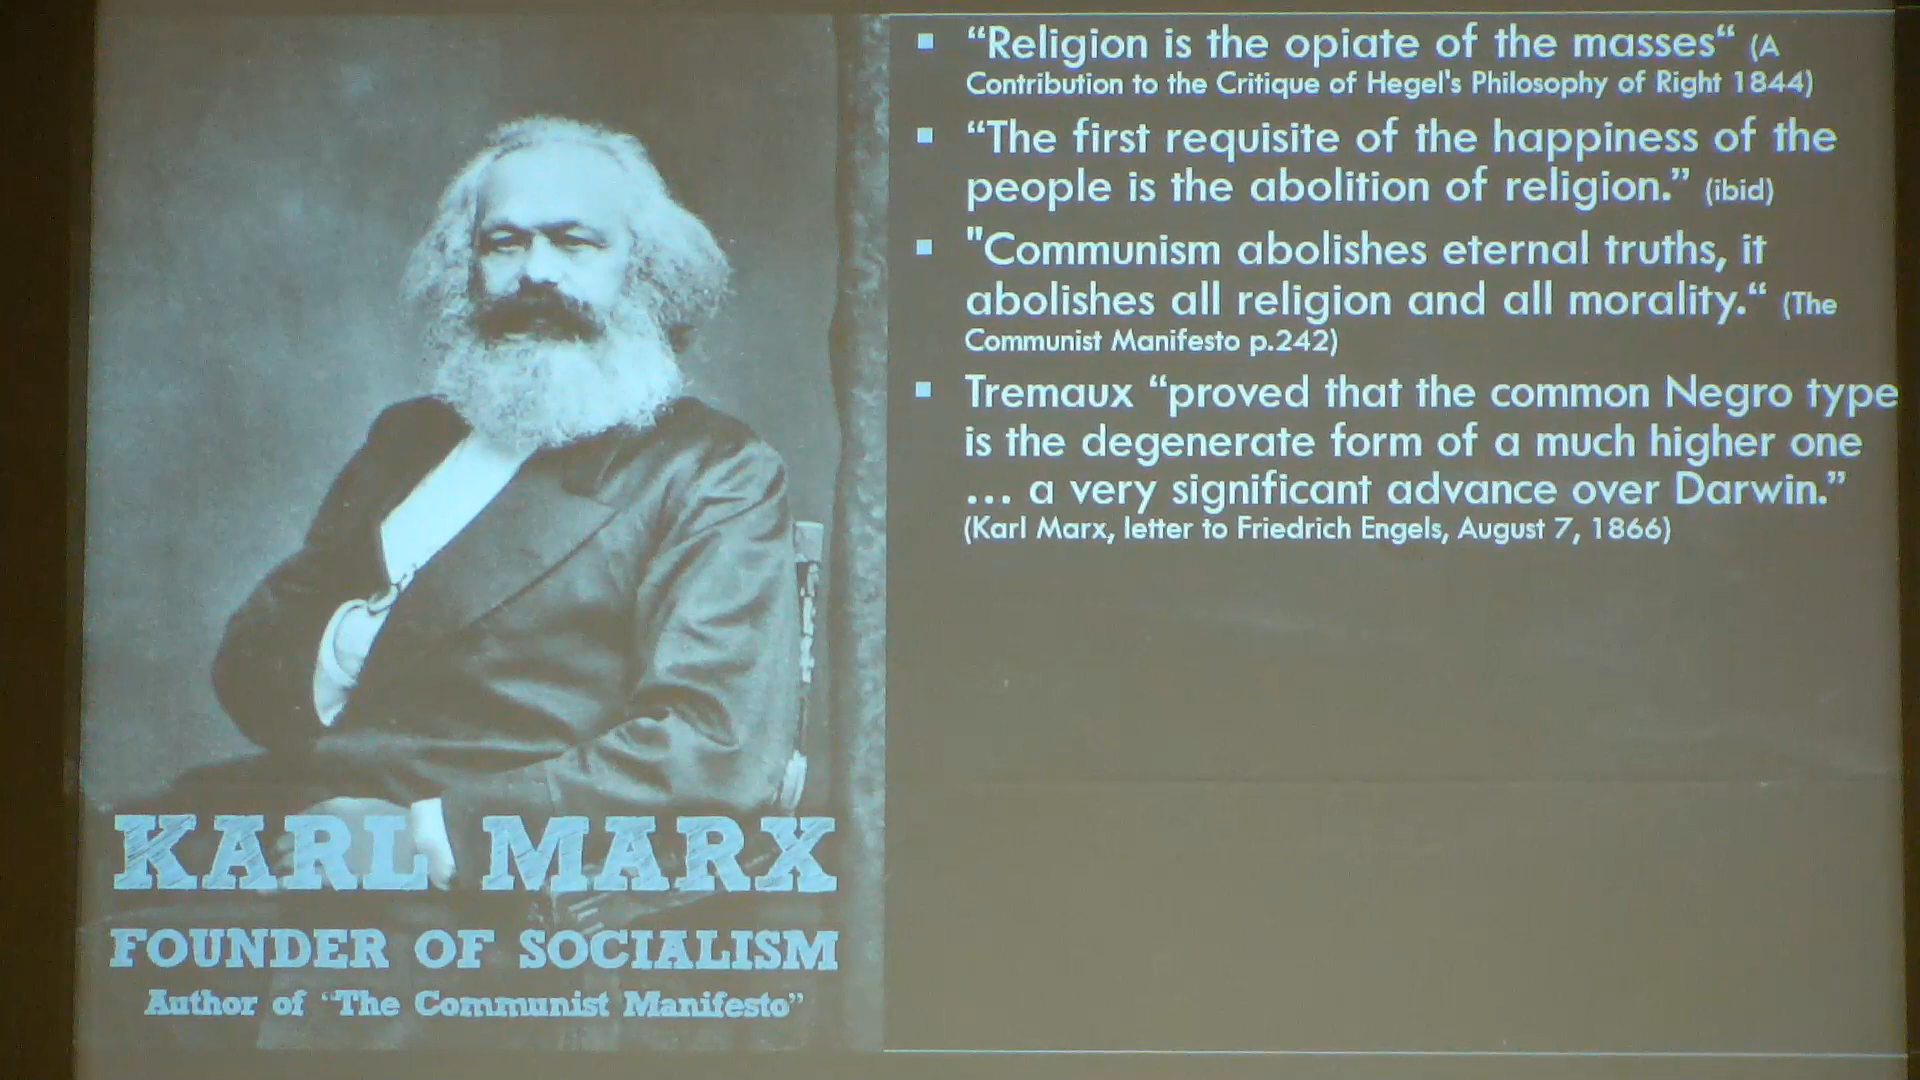 ▪ “Religion is the opiate of the masses“ (A
Contribution to the Critique of Hegel's Philosophy of Right 1844)
▪ “The first requisite of the happiness of the
people is the abolition of religion.” (ibid)
▪ "Communism abolishes eternal truths, it
abolishes all religion and all morality.“ (The
Communist Manifesto p.242)
▪ Tremaux “proved that the common Negro type
is the degenerate form of a much higher one
… a very significant advance over Darwin.”
(Karl Marx, letter to Friedrich Engels, August 7, 1866)
KARL MARX
FOUNDER OF SOCIALISM
Author of “The Communist Manifesto”